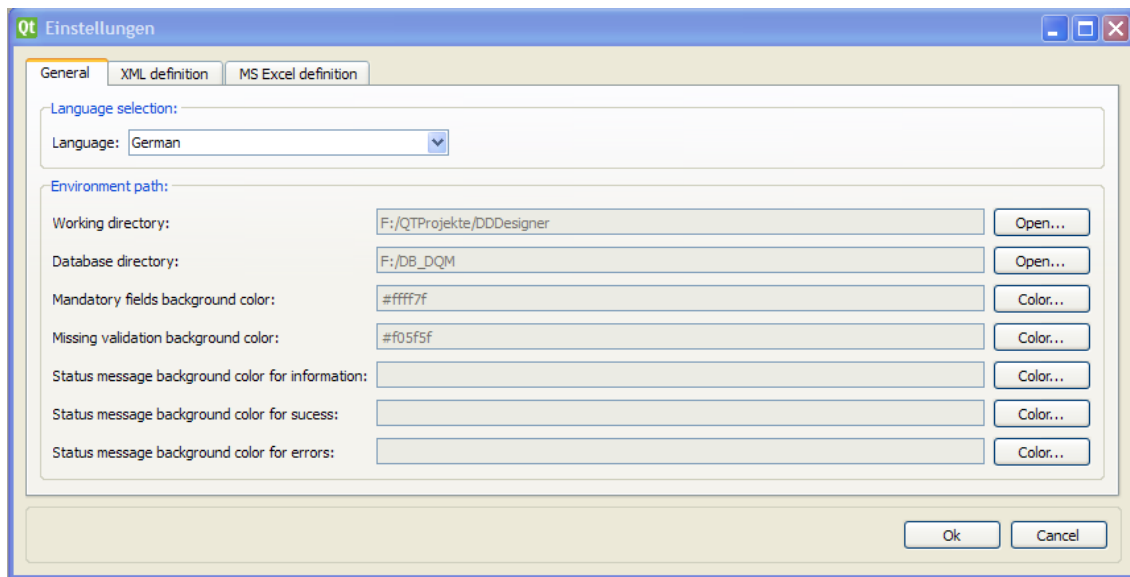 Qt Einstellungen
General XML definition MS Excel definition
Language selection:
Language: German
Environment path:
Working directory: F:/QTProjekte/DDDesigner Open...
Database directory: F:/DB_DQM Open...
Mandatory fields background color: #ffff7f Color...
Missing validation background color: #f05f5f Color...
Status message background color for information: Color...
Status message background color for sucess: Color...
Status message background color for errors: Color...
Ok Cancel